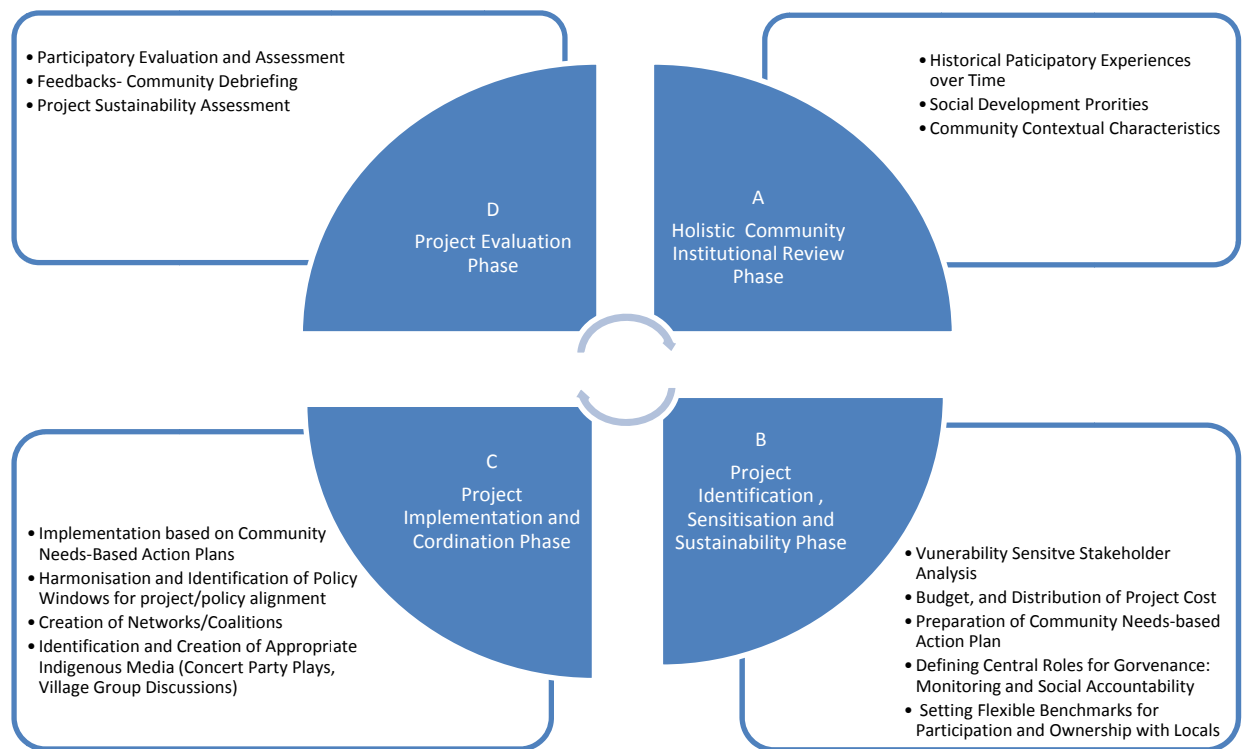 • Participatory Evaluation and Assessment
• Feedbacks- Community Debriefing
• Project Sustainability Assessment
• Historical Paticipatory Experiences
over Time
• Social Development Prorities
• Community Contextual Characteristics
D
Project Evaluation
Phase
A
Holistic Community
Institutional Review
Phase
C
Project
Implementation and
Cordination Phase
B
Project
Identification ,
Sensitisation and
Sustainability Phase
• Implementation based on Community
Needs-Based Action Plans
• Harmonisation and Identification of Policy
Windows for project/policy alignment
• Creation of Networks/Coalitions
• Identification and Creation of Appropriate
Indigenous Media (Concert Party Plays,
Village Group Discussions)
• Vunerability Sensitve Stakeholder
Analysis
• Budget, and Distribution of Project Cost
• Preparation of Community Needs-based
Action Plan
• Defining Central Roles for Gorvenance:
Monitoring and Social Accountability
• Setting Flexible Benchmarks for
Participation and Ownership with Locals